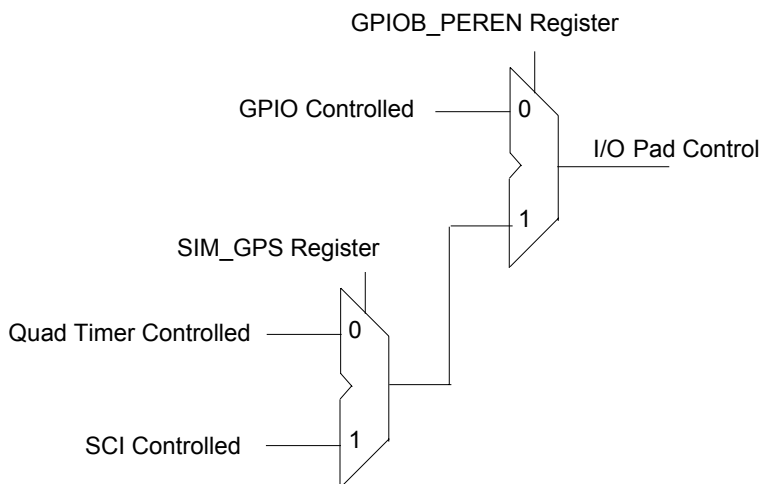 GPIOB_PEREN Register
GPIO Controlled
0
I/O Pad Control
1
SIM_GPS Register
Quad Timer Controlled
0
SCI Controlled
1